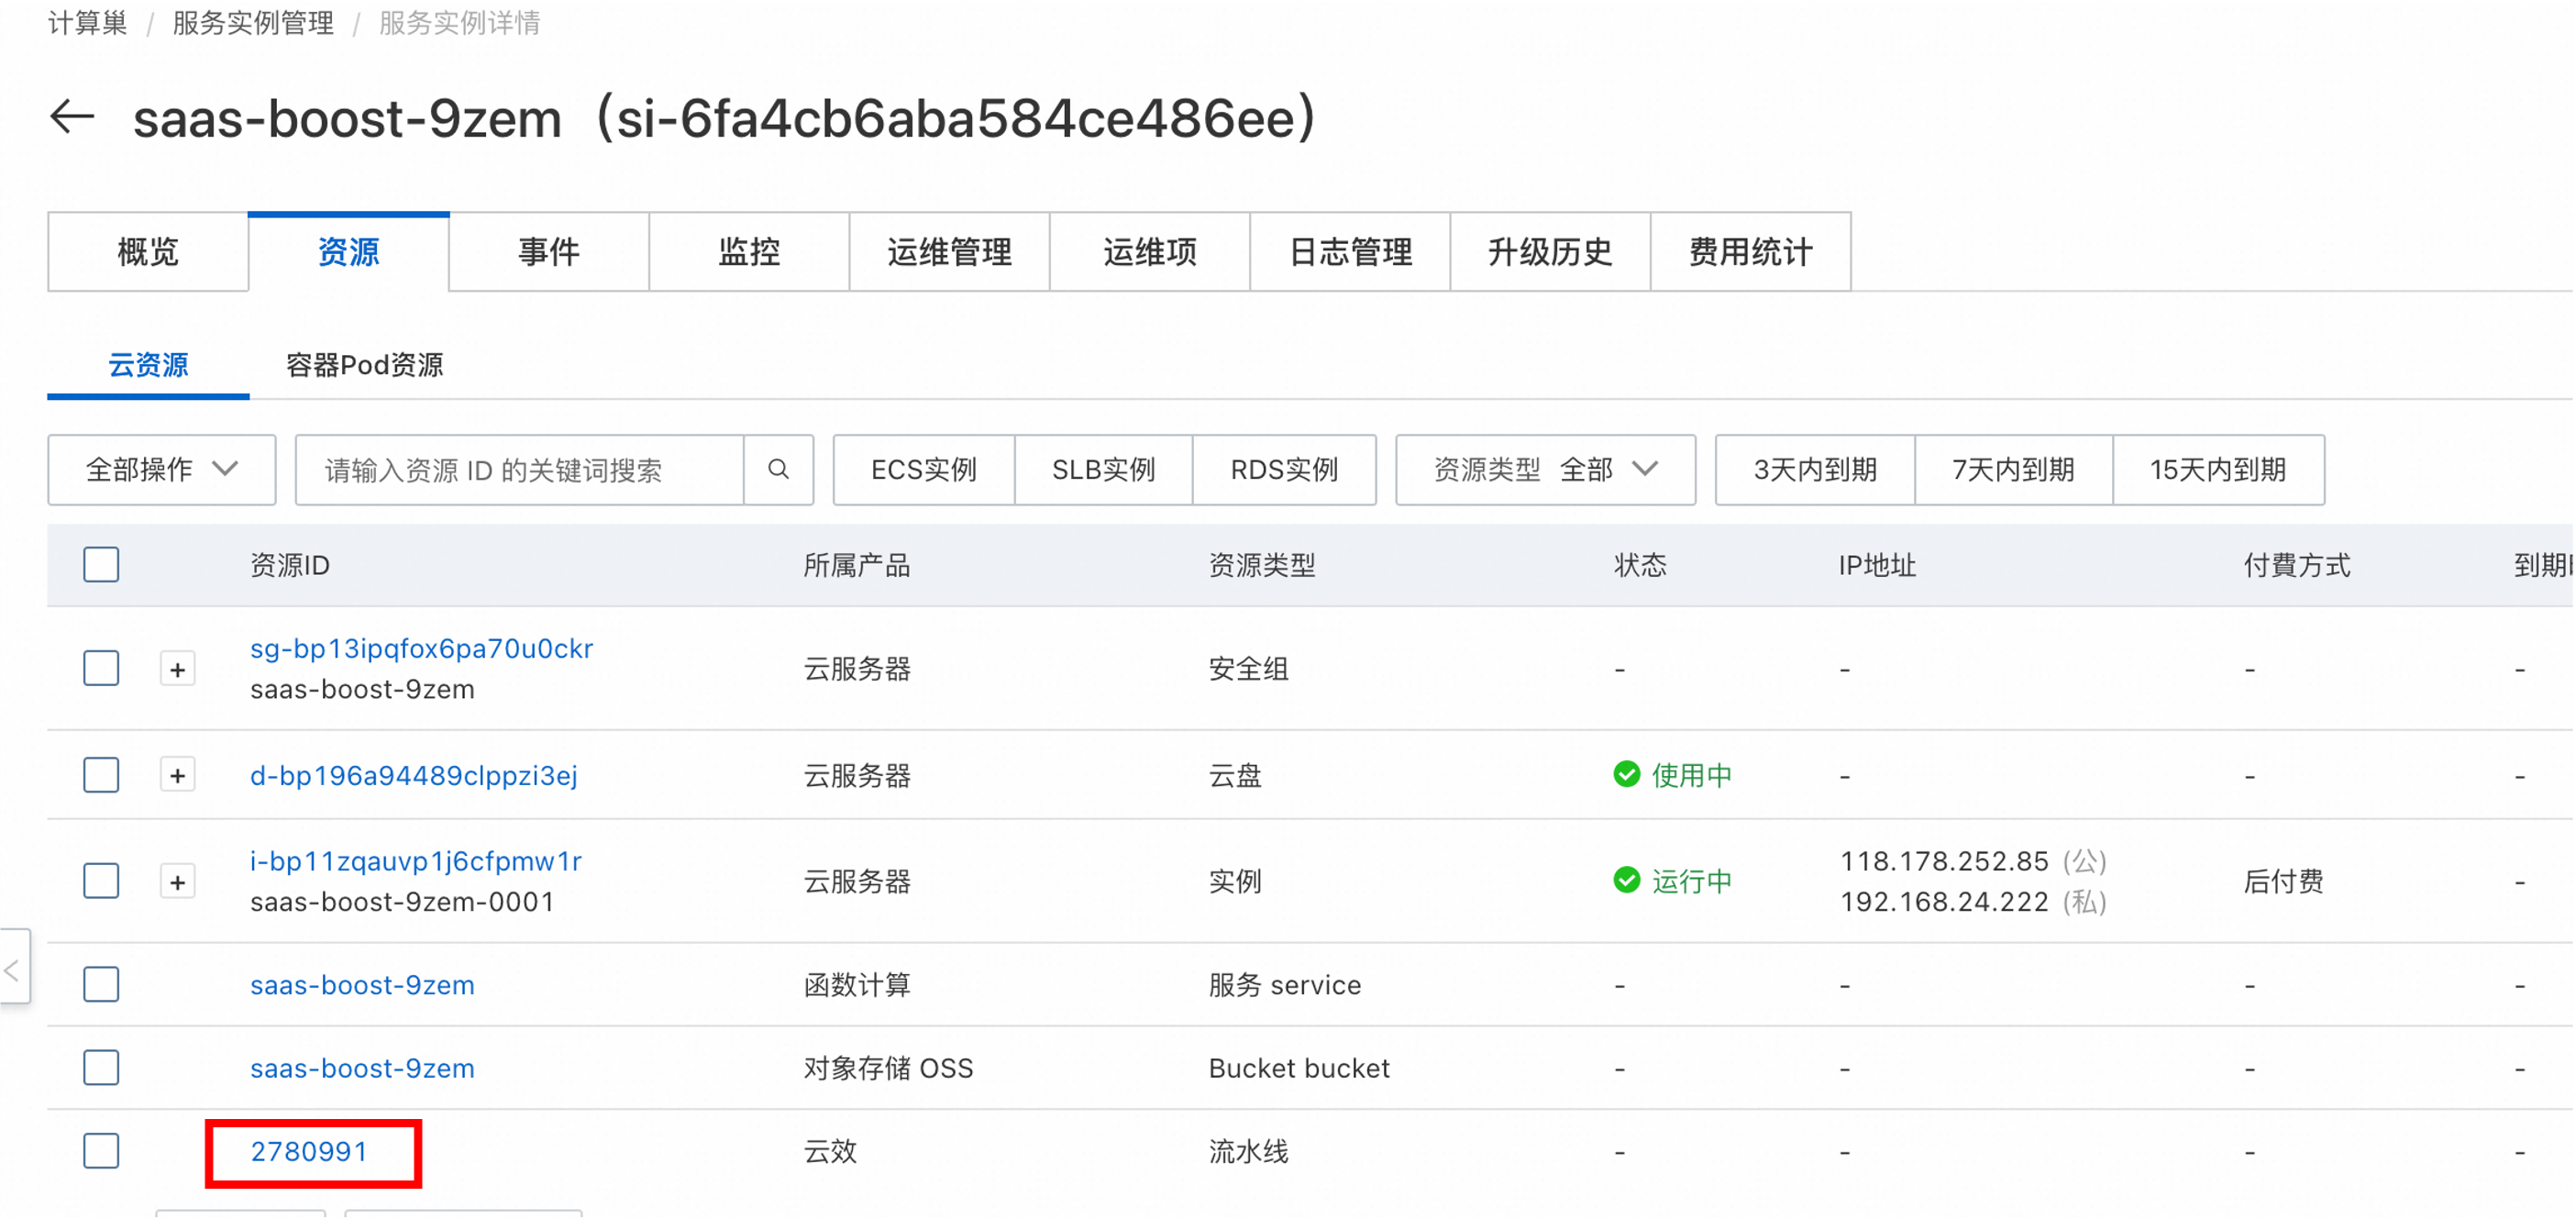 计算巢 / 服务实例管理 / 服务实例详情
← saas-boost-9zem（si-6fa4cb6aba584ce486ee）
概览 资源 事件 监控 运维管理 运维项 日志管理 升级历史 费用统计
云资源 容器Pod资源
全部操作 请输入资源 ID 的关键词搜索 ECS实例 SLB实例 RDS实例 资源类型 全部 3天内到期 7天内到期 15天内到期
资源ID 所属产品 资源类型 状态 IP地址 付费方式 到期
sg-bp13ipqfox6pa70u0ckr
saas-boost-9zem
云服务器 安全组 - - - -
d-bp196a94489clppzi3ej 云服务器 云盘 使用中 - - -
i-bp11zqauvp1j6cfpmw1r
saas-boost-9zem-0001
云服务器 实例 运行中
118.178.252.85 (公)
192.168.24.222 (私)
后付费 -
saas-boost-9zem 函数计算 服务 service - - - -
saas-boost-9zem 对象存储 OSS Bucket bucket - - - -
2780991 云效 流水线 - - - -